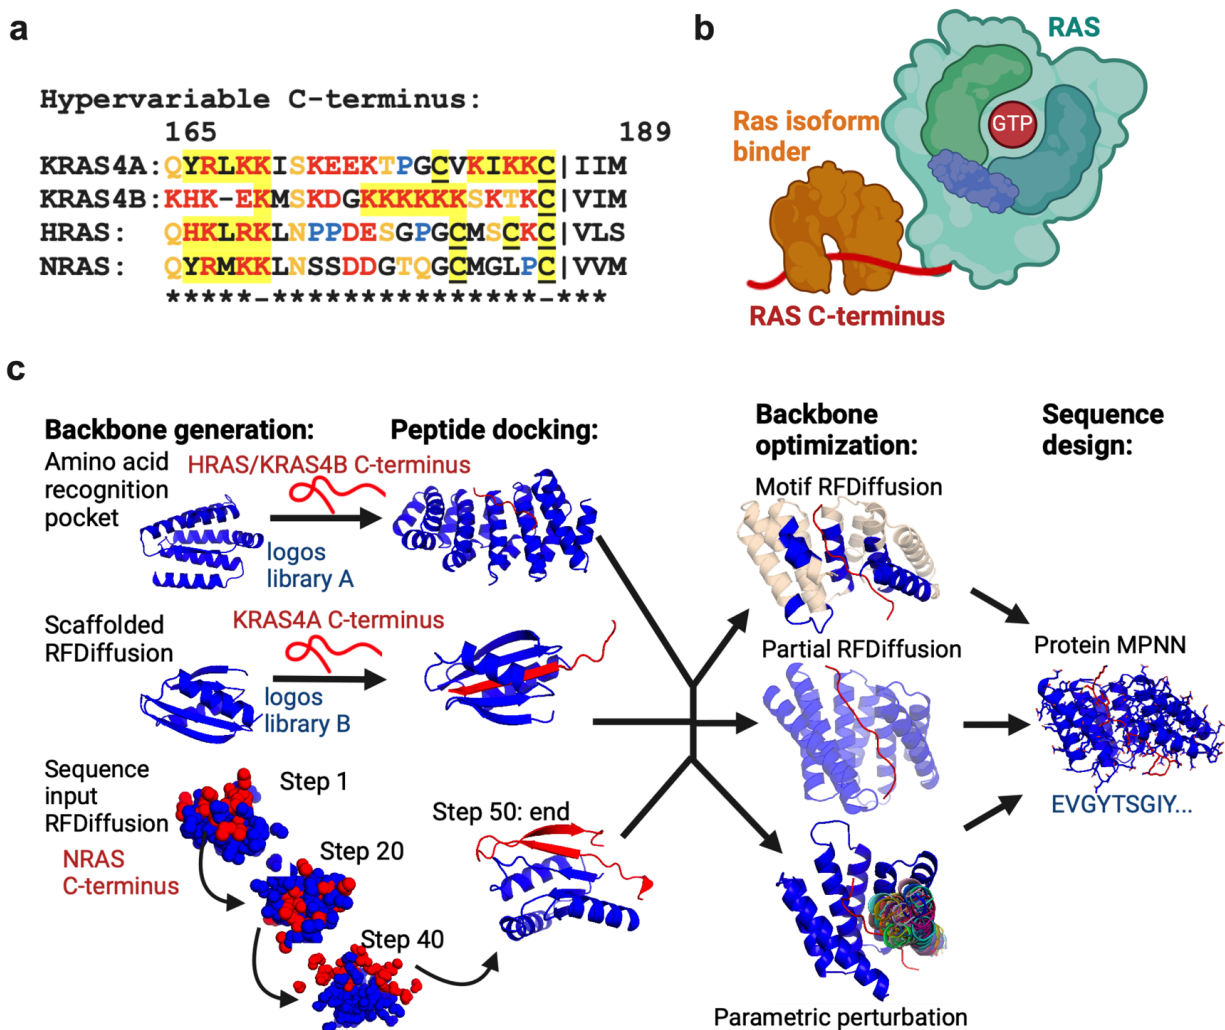 a
Hypervariable C-terminus:
165 189
KRAS4A:QYRLKKISKEEKTPGCVKIKKC|IIM
KRAS4B:KHK-EKMSKDGKKKKKKSKTKC|VIM
HRAS: QHKLRKLNPPDESGPGCMSCKC|VLS
NRAS: QYRMKKLNSSDDGTQGCMGLPC|VVM
*****-***************-***
b
RAS
GTP
Ras isoform
binder
RAS C-terminus
c
Backbone generation:
Amino acid
recognition
pocket
HRAS/KRAS4B C-terminus
logos
library A
Scaffolded
RFDiffusion
KRAS4A C-terminus
logos
library B
Sequence
input
RFDiffusion
NRAS
C-terminus
Step 1
Step 20
Step 40
Step 50: end
Peptide docking:
Backbone
optimization:
Motif RFDiffusion
Partial RFDiffusion
Parametric perturbation
Sequence
design:
Protein MPNN
EVGYTSGIY...